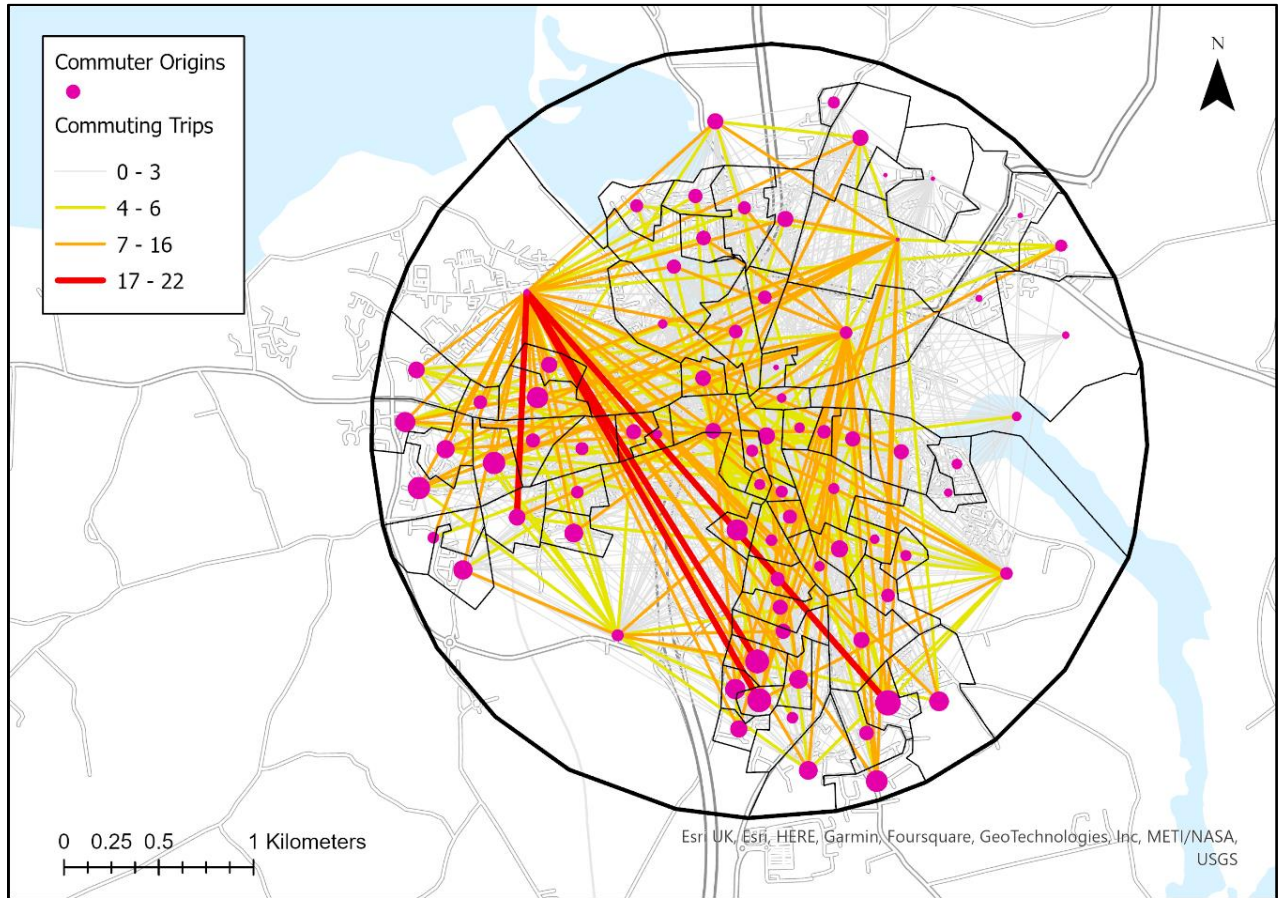 Commuter Origins
Commuting Trips
0 - 3
4 - 6
7 - 16
17 - 22
N
0 0.25 0.5 1 Kilometers
Esri UK, Esri, HERE, Garmin, Foursquare, GeoTechnologies, Inc, METI/NASA,
USGS